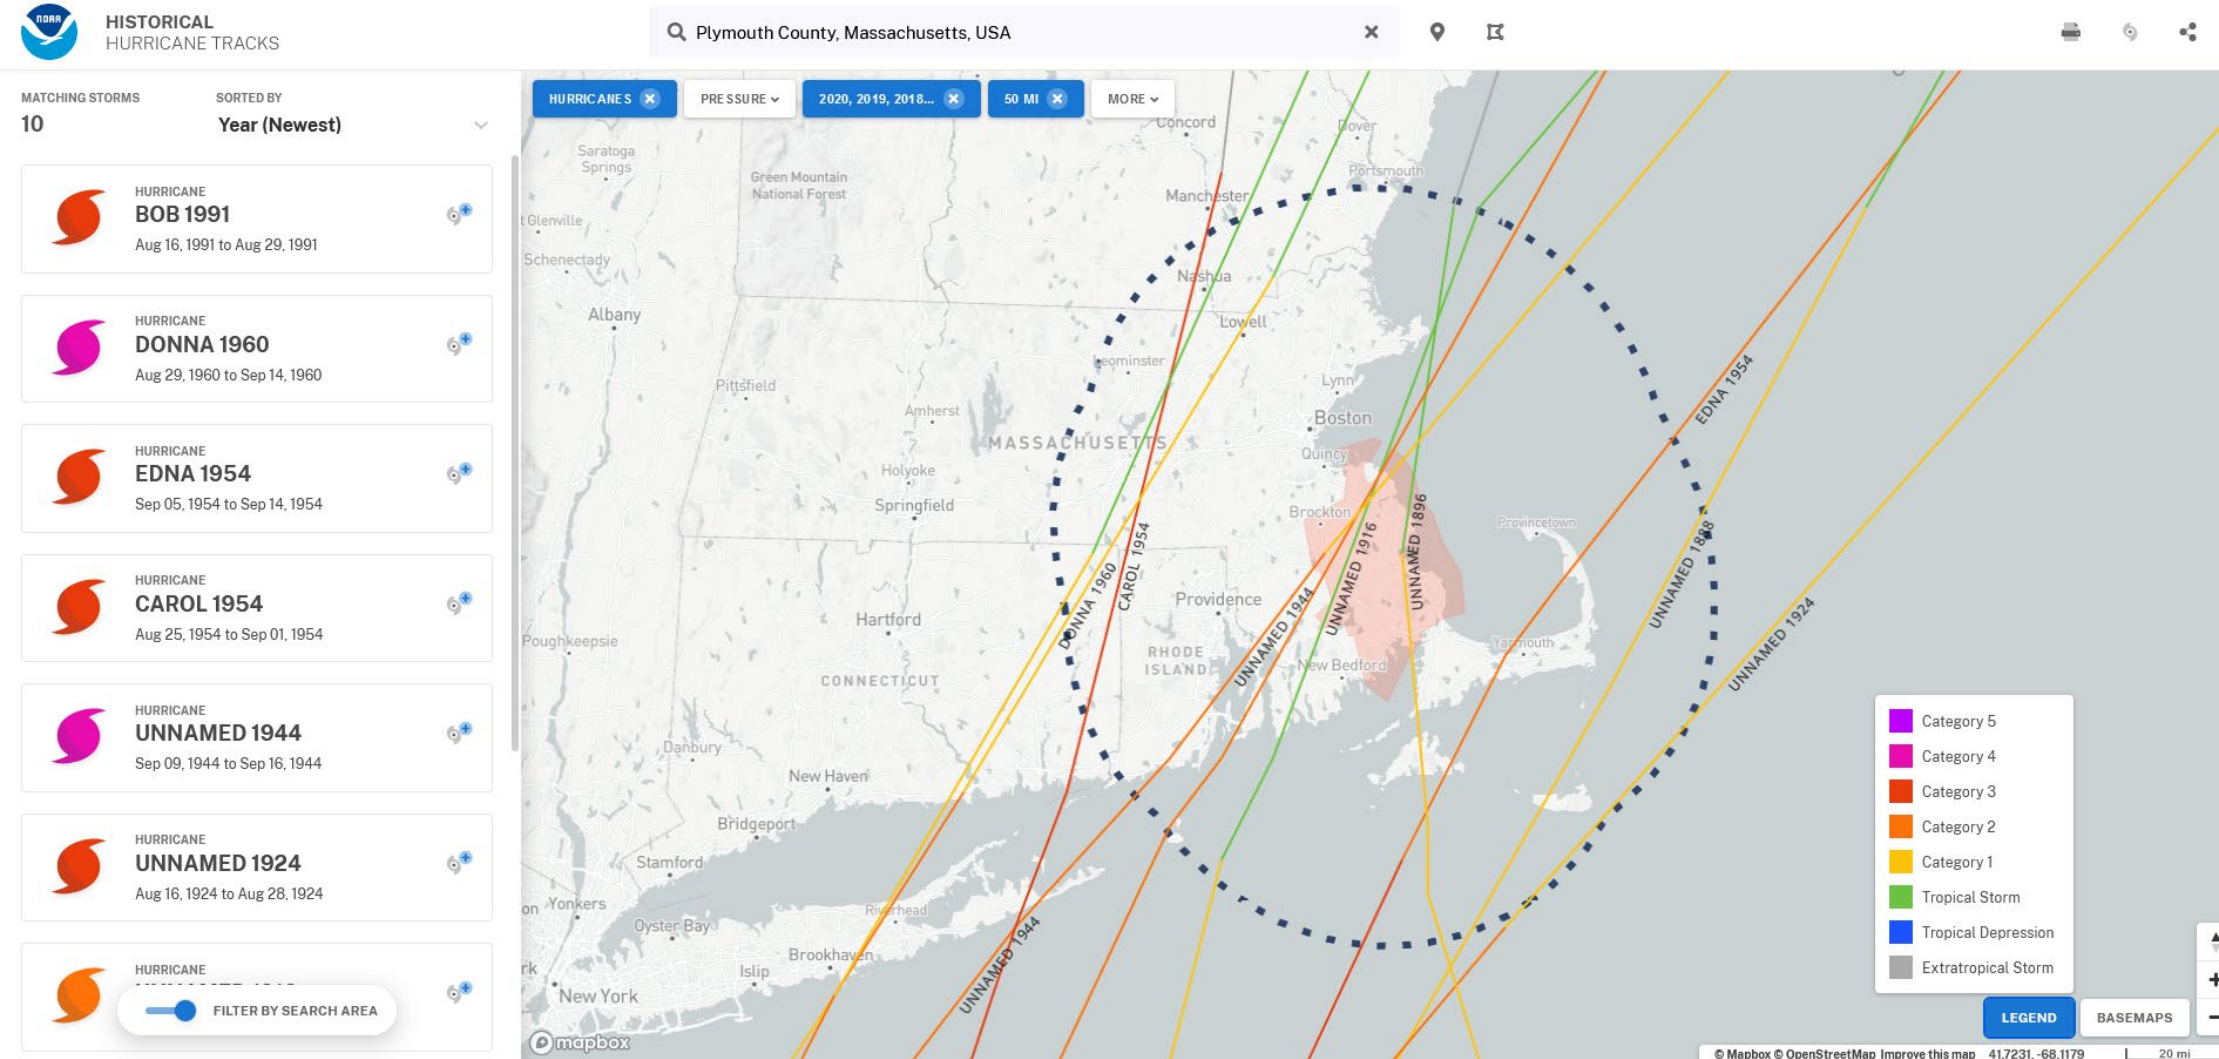 NOAA
HISTORICAL
HURRICANE TRACKS
Plymouth County, Massachusetts, USA
MATCHING STORMS
10
SORTED BY
Year (Newest)
HURRICANE
BOB 1991
Aug 16, 1991 to Aug 29, 1991
HURRICANE
DONNA 1960
Aug 29, 1960 to Sep 14, 1960
HURRICANE
EDNA 1954
Sep 05, 1954 to Sep 14, 1954
HURRICANE
CAROL 1954
Aug 25, 1954 to Sep 01, 1954
HURRICANE
UNNAMED 1944
Sep 09, 1944 to Sep 16, 1944
HURRICANE
UNNAMED 1924
Aug 16, 1924 to Aug 28, 1924
HURRICANE
FILTER BY SEARCH AREA
HURRICANES
PRESSURE
2020, 2019, 2018...
50 MI
MORE
Concord
Dover
Saratoga
Springs
Green Mountain
National Forest
Portsmouth
Manchester
t Glenville
Schenectady
Nashua
Albany
Lowell
Leominster
Pittsfield
Lynn
Amherst
Boston
MASSACHUSETTS
Quincy
Holyoke
Springfield
Brockton
Provincetown
EDNA 1954
CAROL 1954
DONNA 1960
UNNAMED 1944
UNNAMED 1916
UNNAMED 1896
UNNAMED 1888
UNNAMED 1924
Providence
Hartford
Poughkeepsie
RHODE
ISLAND
New Bedford
Yarmouth
CONNECTICUT
Danbury
New Haven
Bridgeport
Stamford
on
Yonkers
Riverhead
Oyster Bay
UNNAMED 1944
Brookhaven
rk
Islip
New York
mapbox
Category 5
Category 4
Category 3
Category 2
Category 1
Tropical Storm
Tropical Depression
Extratropical Storm
LEGEND
BASEMAPS
© Mapbox © OpenStreetMap Improve this map
41.7231, -68.1179
20 mi